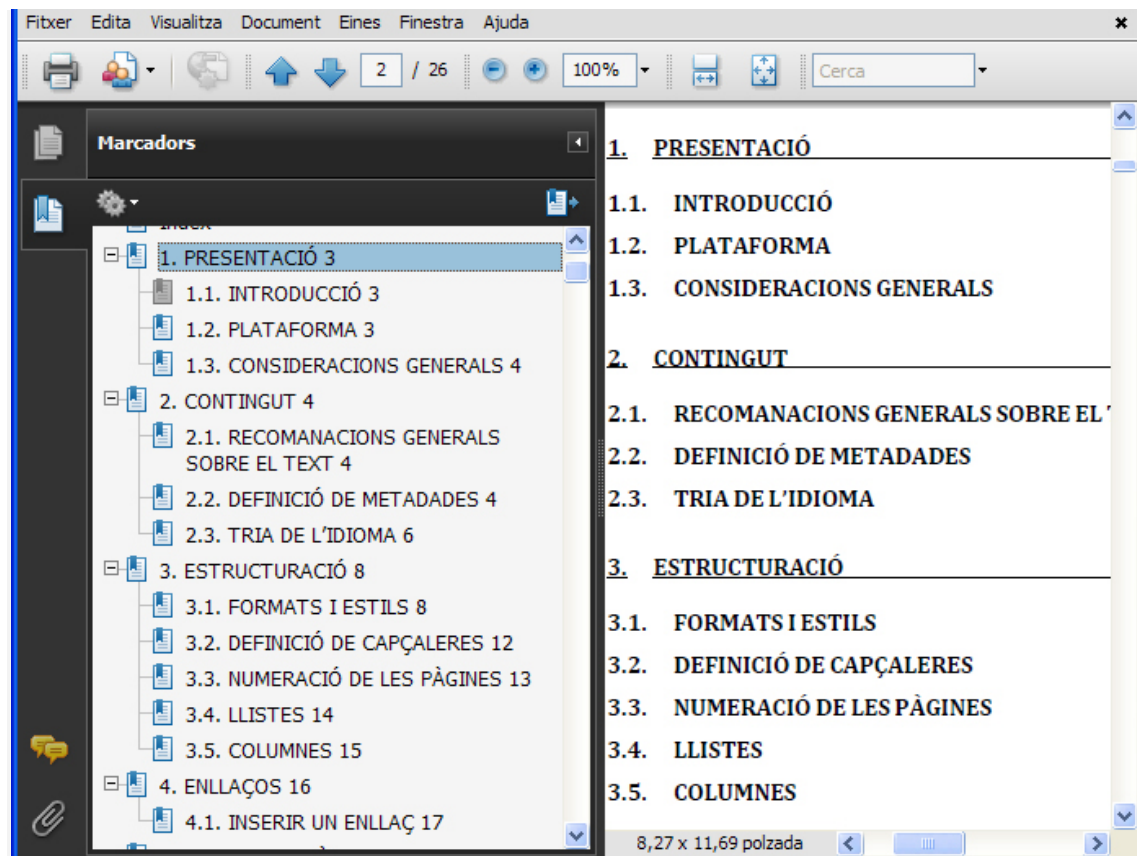 Fitxer Edita Visualitza Document Eines Finestra Ajuda
2 / 26 100% Cerca
Marcadors
Índex
1. PRESENTACIÓ 3
1.1. INTRODUCCIÓ 3
1.2. PLATAFORMA 3
1.3. CONSIDERACIONS GENERALS 4
2. CONTINGUT 4
2.1. RECOMANACIONS GENERALS
SOBRE EL TEXT 4
2.2. DEFINICIÓ DE METADADES 4
2.3. TRIA DE L'IDIOMA 6
3. ESTRUCTURACIÓ 8
3.1. FORMATS I ESTILS 8
3.2. DEFINICIÓ DE CAPÇALERES 12
3.3. NUMERACIÓ DE LES PÀGINES 13
3.4. LLISTES 14
3.5. COLUMNES 15
4. ENLLAÇOS 16
4.1. INSERIR UN ENLLAÇ 17
1. PRESENTACIÓ
1.1. INTRODUCCIÓ
1.2. PLATAFORMA
1.3. CONSIDERACIONS GENERALS
2. CONTINGUT
2.1. RECOMANACIONS GENERALS SOBRE EL
2.2. DEFINICIÓ DE METADADES
2.3. TRIA DE L'IDIOMA
3. ESTRUCTURACIÓ
3.1. FORMATS I ESTILS
3.2. DEFINICIÓ DE CAPÇALERES
3.3. NUMERACIÓ DE LES PÀGINES
3.4. LLISTES
3.5. COLUMNES
8,27 x 11,69 polzada